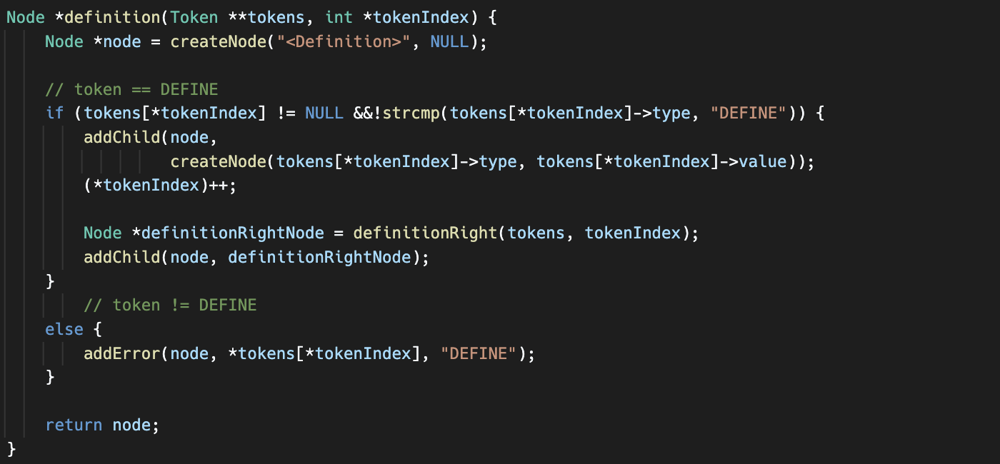 Node *definition(Token **tokens, int *tokenIndex) {
    Node *node = createNode("<Definition>", NULL);

    // token == DEFINE
    if (tokens[*tokenIndex] != NULL &&!strcmp(tokens[*tokenIndex]->type, "DEFINE")) {
        addChild(node,
                 createNode(tokens[*tokenIndex]->type, tokens[*tokenIndex]->value));
        (*tokenIndex)++;

        Node *definitionRightNode = definitionRight(tokens, tokenIndex);
        addChild(node, definitionRightNode);
    }
        // token != DEFINE
    else {
        addError(node, *tokens[*tokenIndex], "DEFINE");
    }

    return node;
}